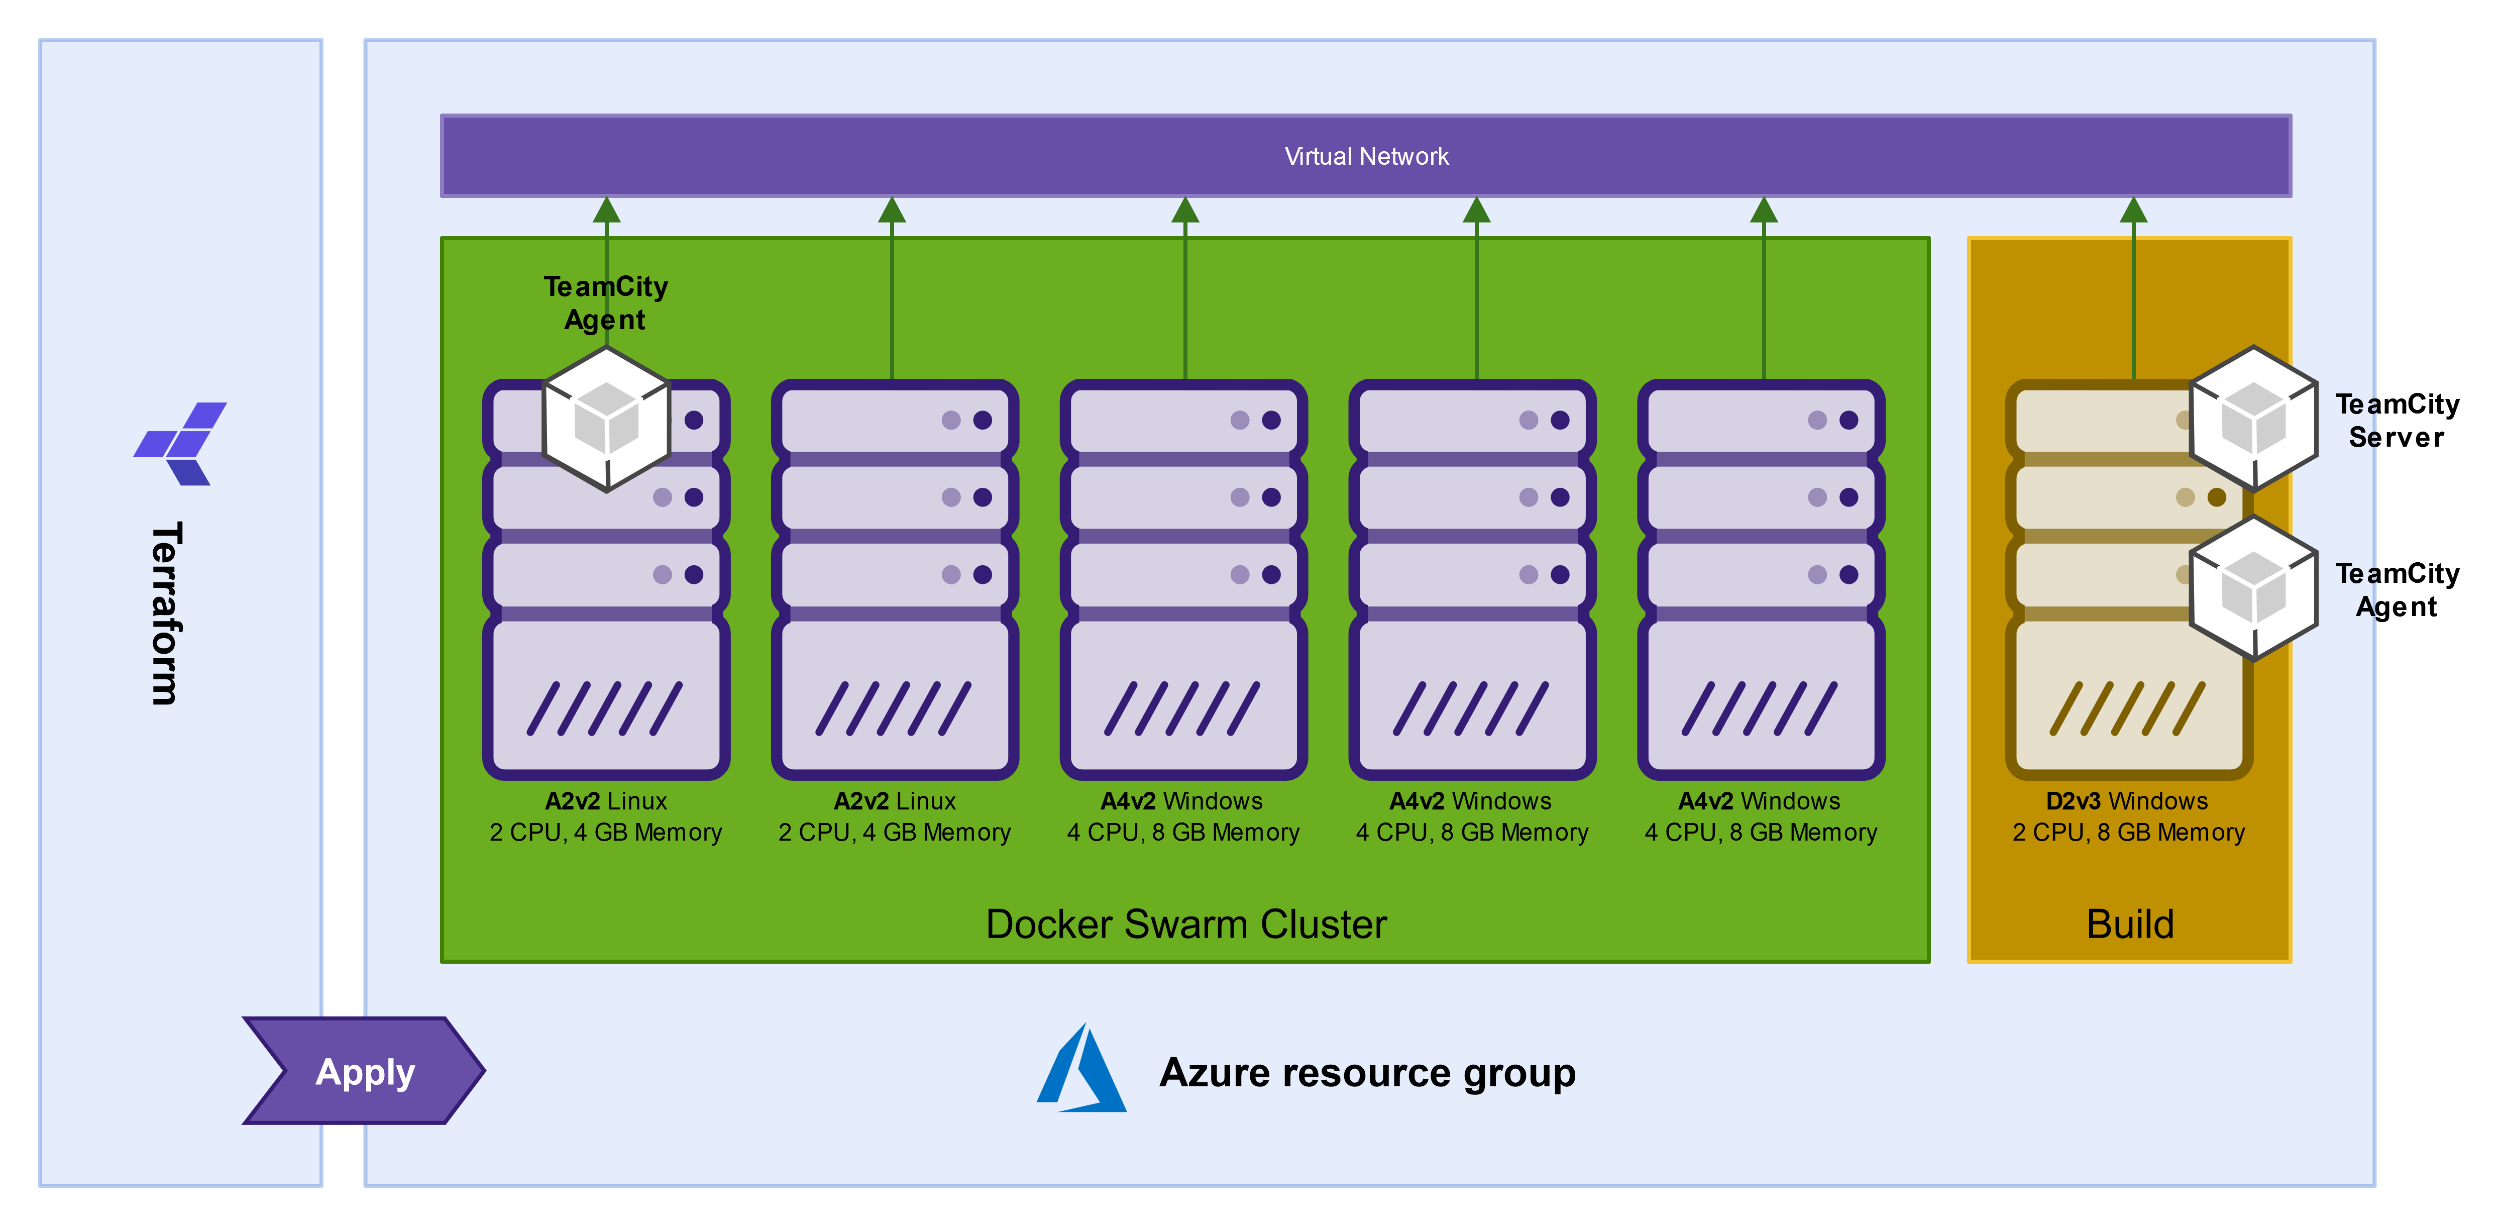 Virtual Network
TeamCity
Agent
TeamCity
Server
TeamCity
Agent
Terraform
A2v2 Linux
2 CPU, 4 GB Memory
A2v2 Linux
2 CPU, 4 GB Memory
A4v2 Windows
4 CPU, 8 GB Memory
A4v2 Windows
4 CPU, 8 GB Memory
A4v2 Windows
4 CPU, 8 GB Memory
D2v3 Windows
2 CPU, 8 GB Memory
Docker Swarm Cluster
Build
Apply
Azure resource group